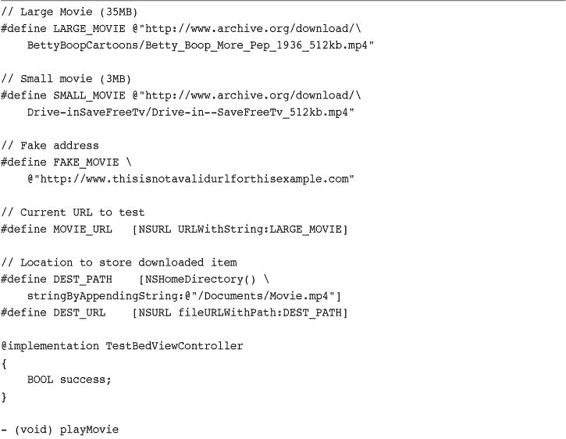 // Large Movie (35MB)
#define LARGE_MOVIE @"http://www.archive.org/download/\
    BettyBoopCartoons/Betty_Boop_More_Pep_1936_512kb.mp4"

// Small movie (3MB)
#define SMALL_MOVIE @"http://www.archive.org/download/\
    Drive-inSaveFreeTv/Drive-in--SaveFreeTv_512kb.mp4"

// Fake address
#define FAKE_MOVIE \
    @"http://www.thisisnotavalidurlforthisexample.com"

// Current URL to test
#define MOVIE_URL   [NSURL URLWithString:LARGE_MOVIE]

// Location to store downloaded item
#define DEST_PATH    [NSHomeDirectory() \
    stringByAppendingString:@"/Documents/Movie.mp4"]
#define DEST_URL    [NSURL fileURLWithPath:DEST_PATH]

@implementation TestBedViewController
{
    BOOL success;
}

- (void) playMovie